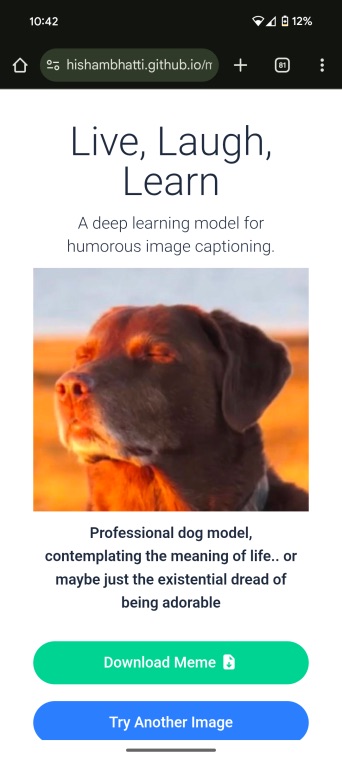 10:42
12%
hishambhatti.github.io/n
81
Live, Laugh,
Learn
A deep learning model for
humorous image captioning.
Professional dog model,
contemplating the meaning of life.. or
maybe just the existential dread of
being adorable
Download Meme
Try Another Image